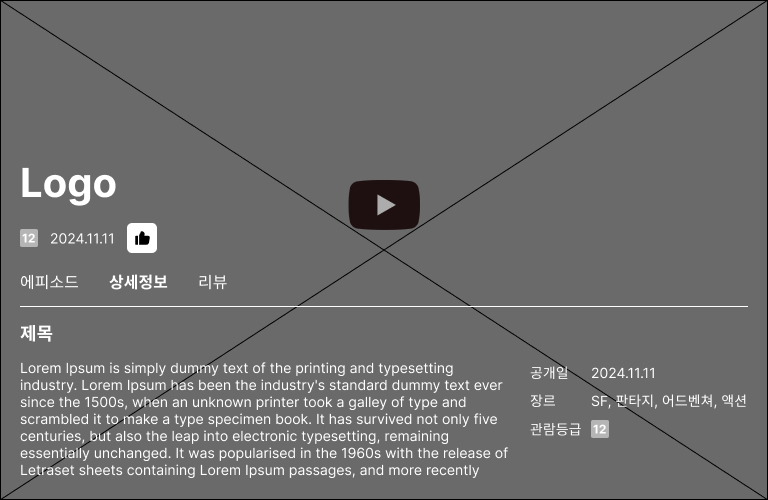 Logo
12 2024.11.11
에피소드 상세정보 리뷰
제목
Lorem Ipsum is simply dummy text of the printing and typesetting
industry. Lorem Ipsum has been the industry's standard dummy text ever
since the 1500s, when an unknown printer took a galley of type and
scrambled it to make a type specimen book. It has survived not only five
centuries, but also the leap into electronic typesetting, remaining
essentially unchanged. It was popularised in the 1960s with the release of
Letraset sheets containing Lorem Ipsum passages, and more recently
공개일 2024.11.11
장르 SF, 판타지, 어드벤쳐, 액션
관람등급 12